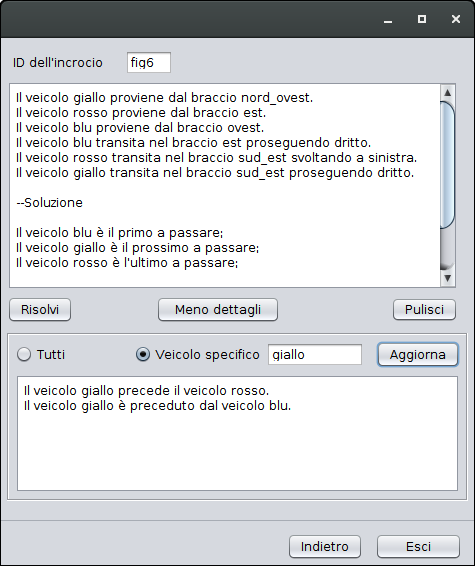 ID dell'incrocio fig6
Il veicolo giallo proviene dal braccio nord_ovest.
Il veicolo rosso proviene dal braccio est.
Il veicolo blu proviene dal braccio ovest.
Il veicolo blu transita nel braccio est proseguendo dritto.
Il veicolo rosso transita nel braccio sud_est svoltando a sinistra.
Il veicolo giallo transita nel braccio sud_est proseguendo dritto.
--Soluzione
Il veicolo blu è il primo a passare;
Il veicolo giallo è il prossimo a passare;
Il veicolo rosso è l'ultimo a passare;
Risolvi Meno dettagli Pulisci
Tutti Veicolo specifico giallo Aggiorna
Il veicolo giallo precede il veicolo rosso.
Il veicolo giallo è preceduto dal veicolo blu.
Indietro Esci